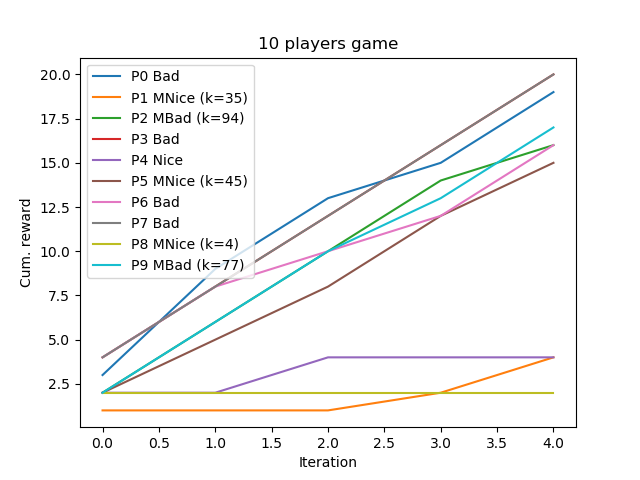 10 players game
20.0
17.5
15.0
12.5
10.0
7.5
5.0
2.5
Cum. reward
P0 Bad
P1 MNice (k=35)
P2 MBad (k=94)
P3 Bad
P4 Nice
P5 MNice (k=45)
P6 Bad
P7 Bad
P8 MNice (k=4)
P9 MBad (k=77)
0.0 0.5 1.0 1.5 2.0 2.5 3.0 3.5 4.0
Iteration